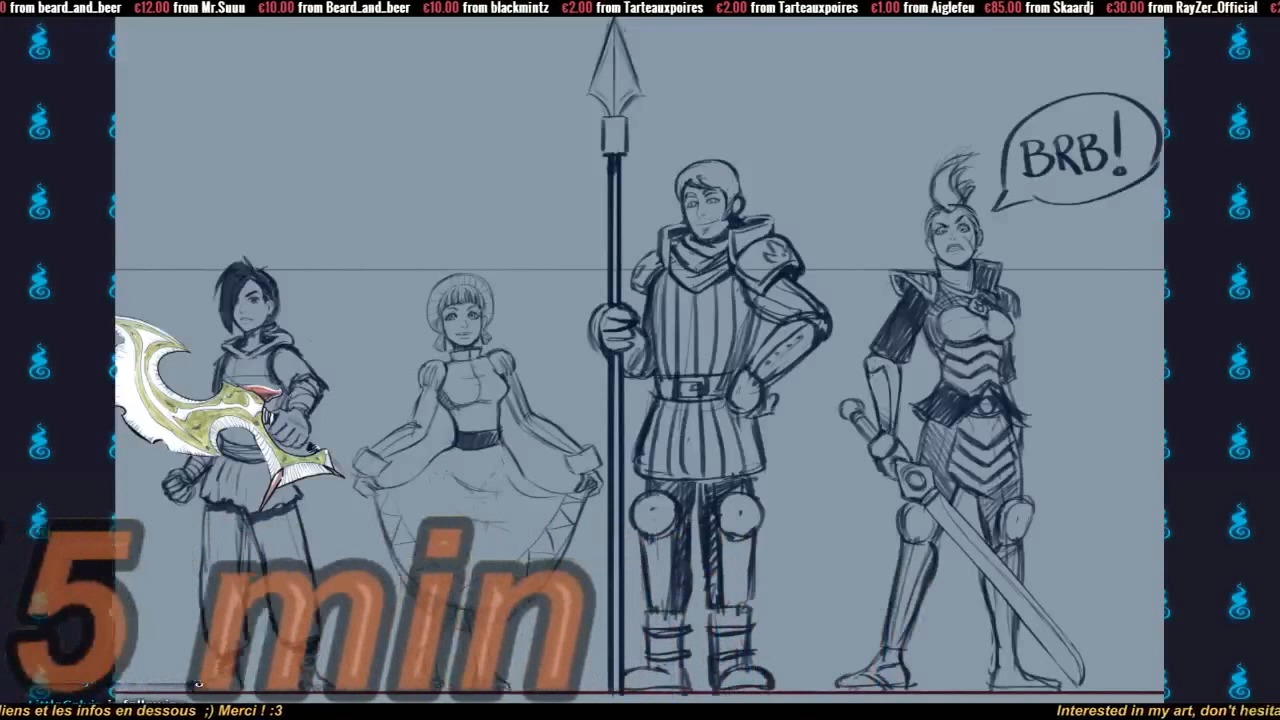 0 from beard_and_beer €12.00 from Mr.Suuu €10.00 from Beard_and_beer €10.00 from blackmintz €2.00 from Tarteauxpoires €2.00 from Tarteauxpoires €1.00 from Aiglefeu €85.00 from Skaardj €30.00 from RayZer_Official
BRB!
5 min
liens et les infos en dessous ;) Merci ! :3 Interested in my art, don't hesita